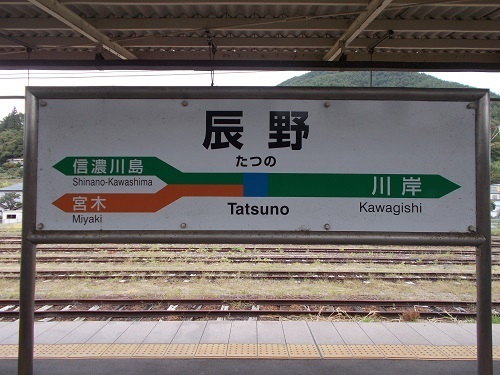 辰野
たつの
信濃川島
Shinano-Kawashima
宮木
Miyaki
Tatsuno
川岸
Kawagishi